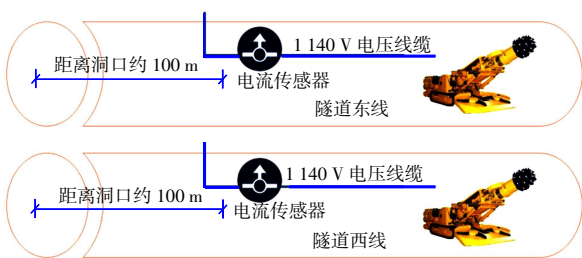 1 140 V 电压线缆
距离洞口约 100 m
电流传感器
隧道东线
1 140 V 电压线缆
距离洞口约 100 m
电流传感器
隧道西线